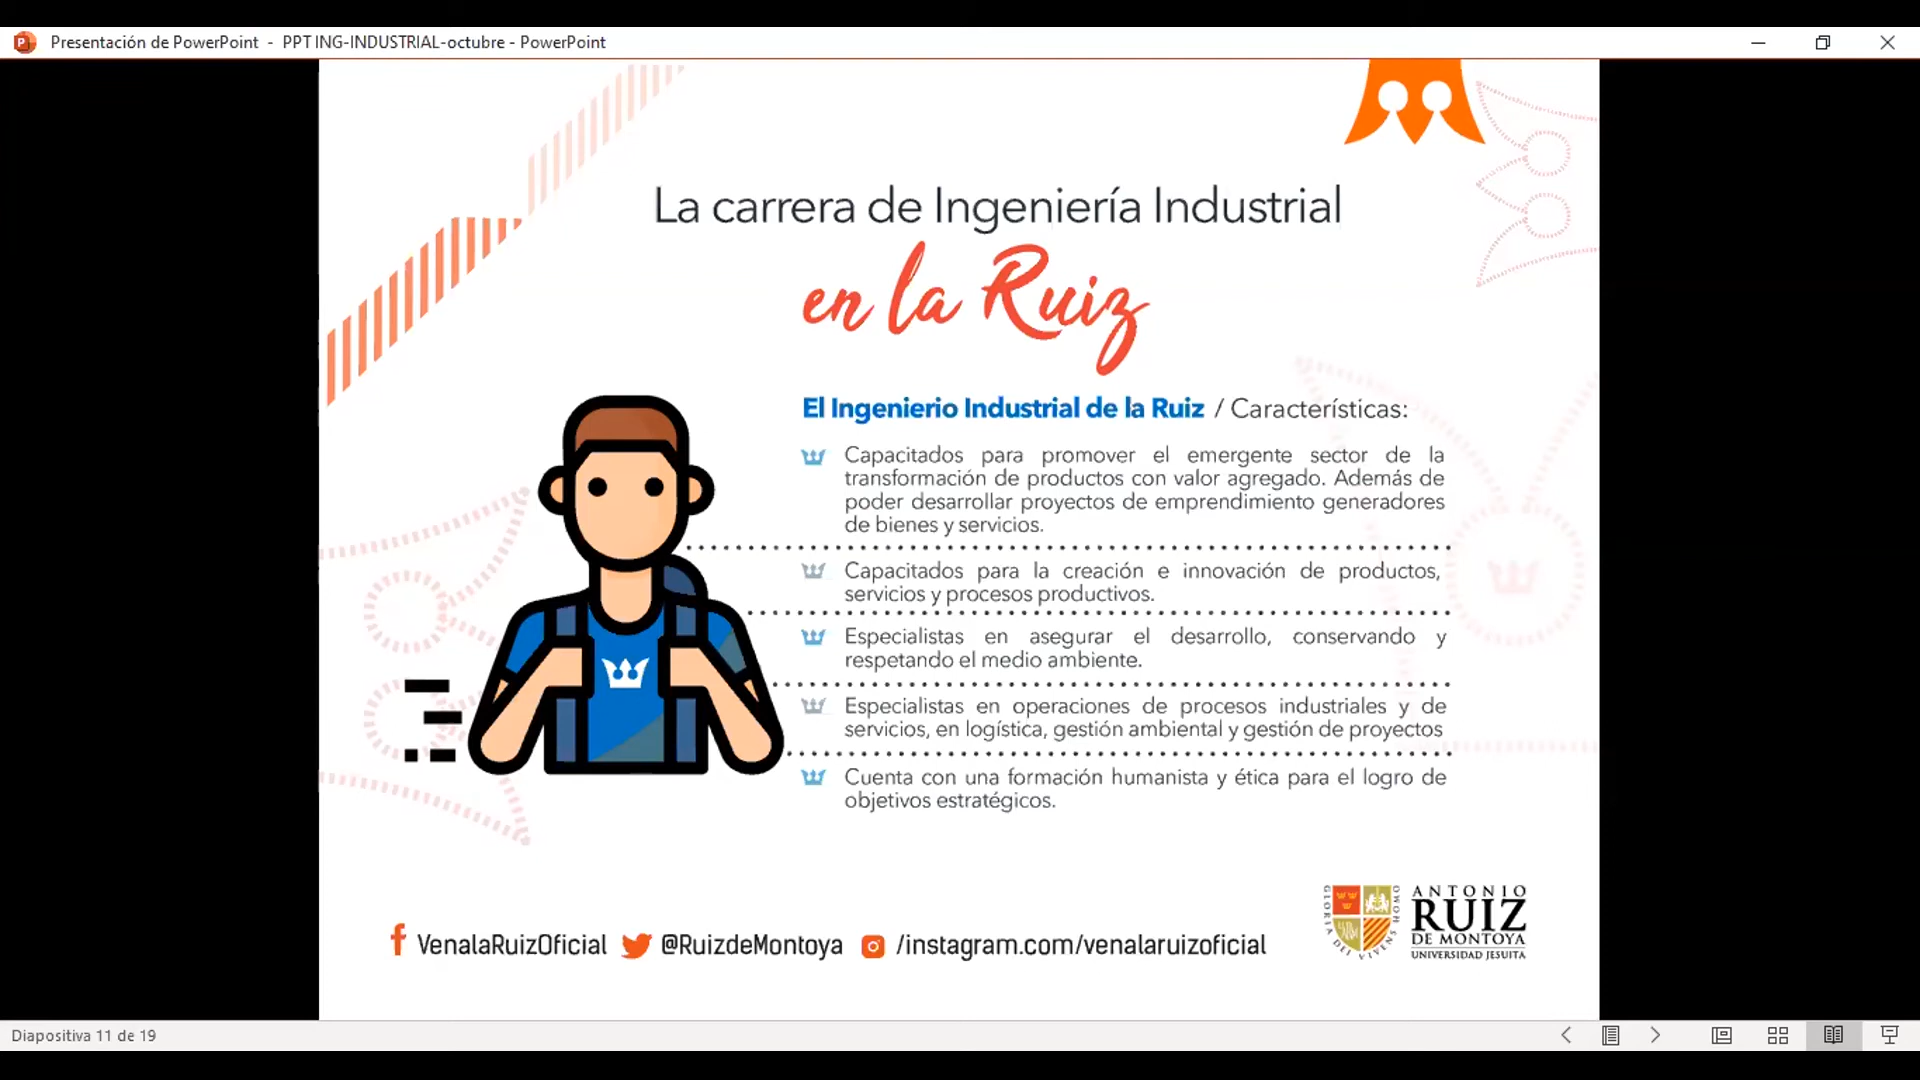 Presentación de PowerPoint - PPT ING-INDUSTRIAL-octubre - PowerPoint
La carrera de Ingeniería Industrial
en la Ruiz
El Ingenierio Industrial de la Ruiz / Características:
Capacitados para promover el emergente sector de la
transformación de productos con valor agregado. Además de
poder desarrollar proyectos de emprendimiento generadores
de bienes y servicios.
Capacitados para la creación e innovación de productos,
servicios y procesos productivos.
Especialistas en asegurar el desarrollo, conservando y
respetando el medio ambiente.
Especialistas en operaciones de procesos industriales y de
servicios, en logística, gestión ambiental y gestión de proyectos
Cuenta con una formación humanista y ética para el logro de
objetivos estratégicos.
VenalaRuizOficial @RuizdeMontoya /instagram.com/venalaruizoficial
GLORIA DEI VIVENS HOMO
ANTONIO
RUIZ
DE MONTOYA
UNIVERSIDAD JESUITA
Diapositiva 11 de 19